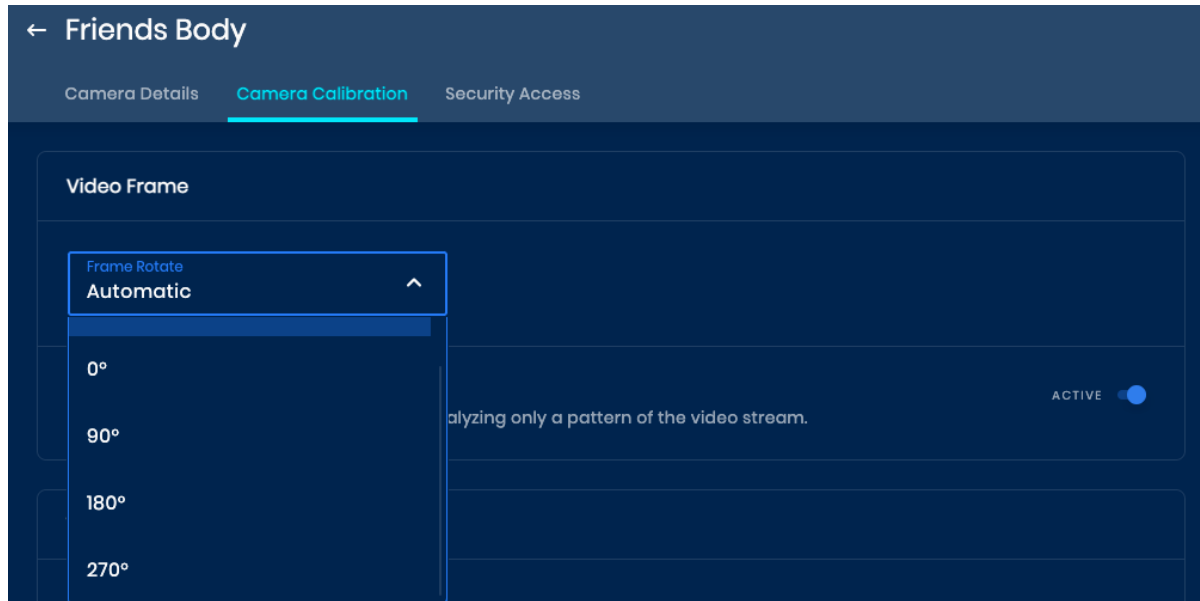 ← Friends Body
Camera Details Camera Calibration Security Access
Video Frame
Frame Rotate
Automatic
0°
90°
180°
270°
ACTIVE
alyzing only a pattern of the video stream.